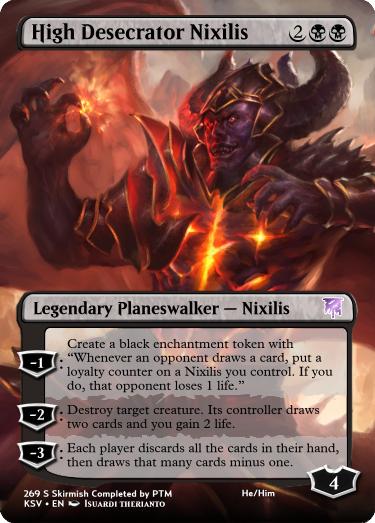 High Desecrator Nixilis 2
Legendary Planeswalker — Nixilis
Create a black enchantment token with
-1: “Whenever an opponent draws a card, put a
loyalty counter on a Nixilis you control. If you
do, that opponent loses 1 life.”
-2: Destroy target creature. Its controller draws
two cards and you gain 2 life.
-3: Each player discards all the cards in their hand,
then draws that many cards minus one.
4
269 S Skirmish Completed by PTM He/Him
KSV • EN Isuardi Therianto